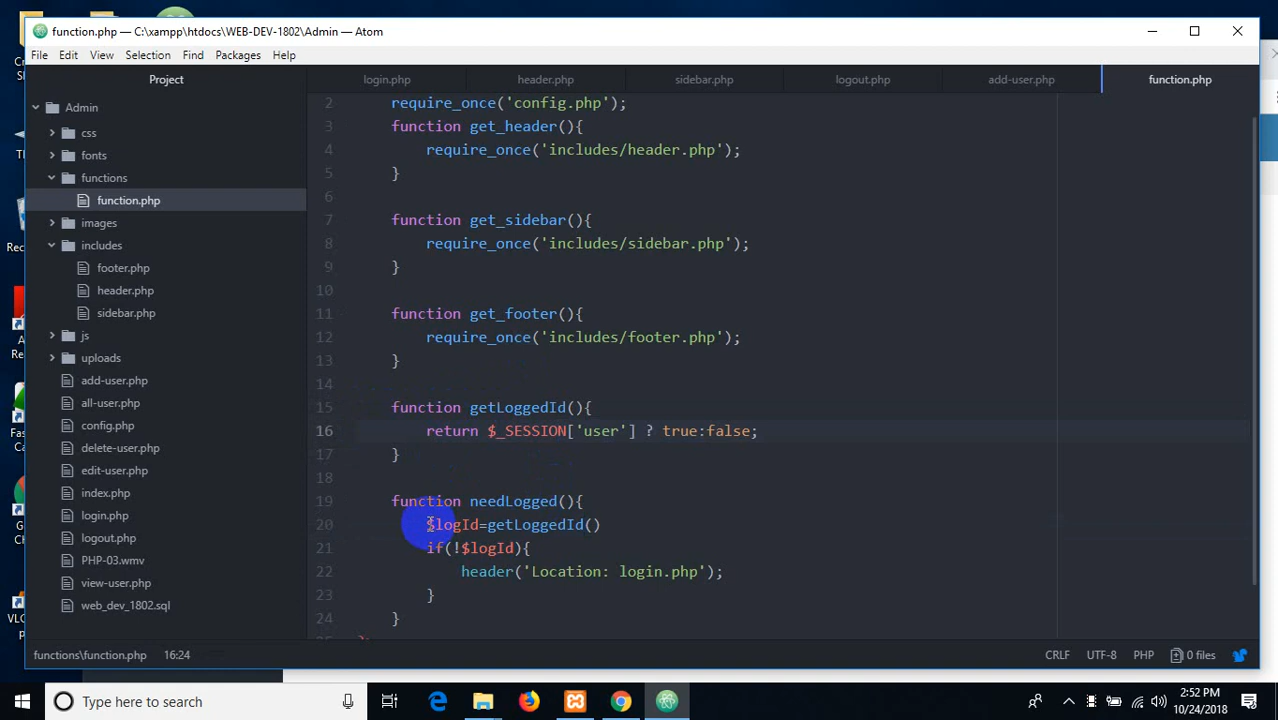 function.php — C:\xampp\htdocs\WEB-DEV-1802\Admin — Atom
File Edit View Selection Find Packages Help
Project
login.php header.php sidebar.php logout.php add-user.php function.php
Admin
css
fonts
functions
function.php
images
includes
footer.php
header.php
sidebar.php
js
uploads
add-user.php
all-user.php
config.php
delete-user.php
edit-user.php
index.php
login.php
logout.php
PHP-03.wmv
view-user.php
web_dev_1802.sql
2 require_once('config.php');
3 function get_header(){
4 require_once('includes/header.php');
5 }
6
7 function get_sidebar(){
8 require_once('includes/sidebar.php');
9 }
10
11 function get_footer(){
12 require_once('includes/footer.php');
13 }
14
15 function getLoggedId(){
16 return $_SESSION['user'] ? true:false;
17 }
18
19 function needLogged(){
20 $logId=getLoggedId()
21 if(!$logId){
22 header('Location: login.php');
23 }
24 }
functions\function.php 16:24
CRLF UTF-8 PHP 0 files
Type here to search
2:52 PM
10/24/2018